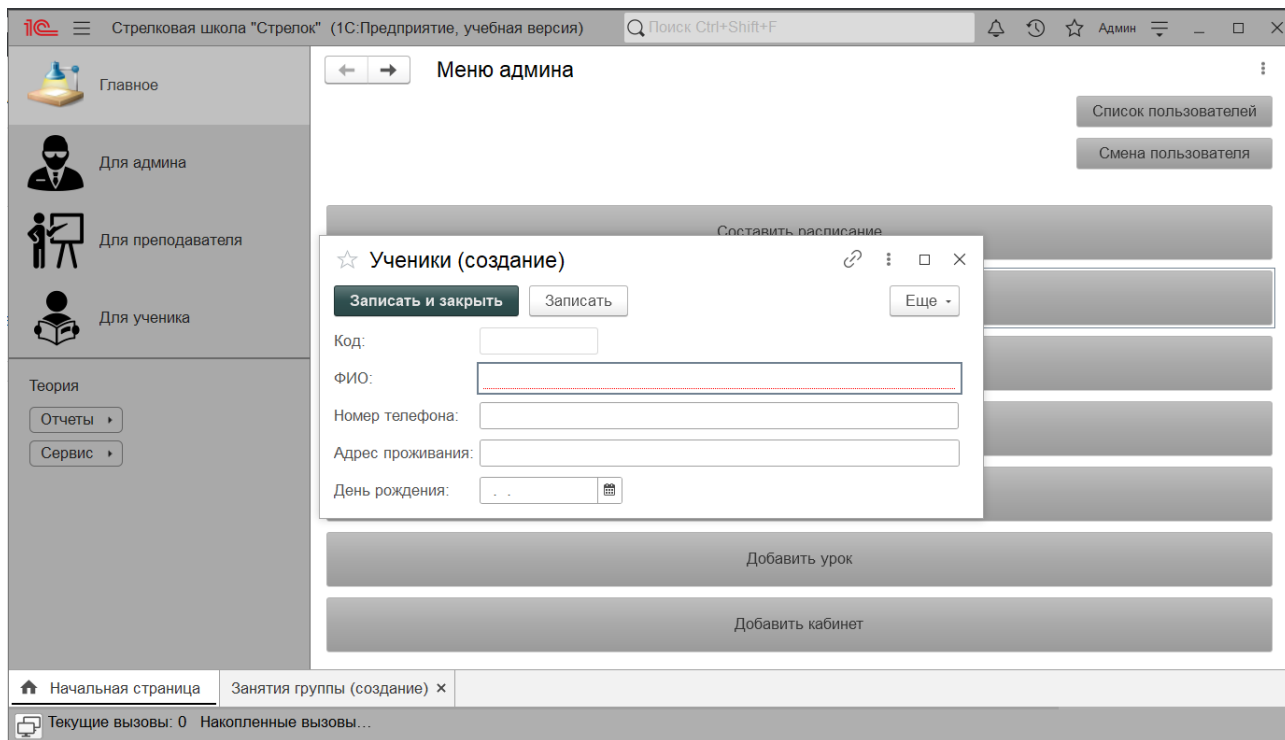 1С Стрелковая школа "Стрелок" (1С:Предприятие, учебная версия) Поиск Ctrl+Shift+F Админ
Главное
Для админа
Для преподавателя
Для ученика
Теория
Отчеты
Сервис
Меню админа
Список пользователей
Смена пользователя
Составить расписание
Ученики (создание)
Записать и закрыть Записать Еще
Код:
ФИО:
Номер телефона:
Адрес проживания:
День рождения: . .
Добавить урок
Добавить кабинет
Начальная страница Занятия группы (создание) ×
Текущие вызовы: 0 Накопленные вызовы...